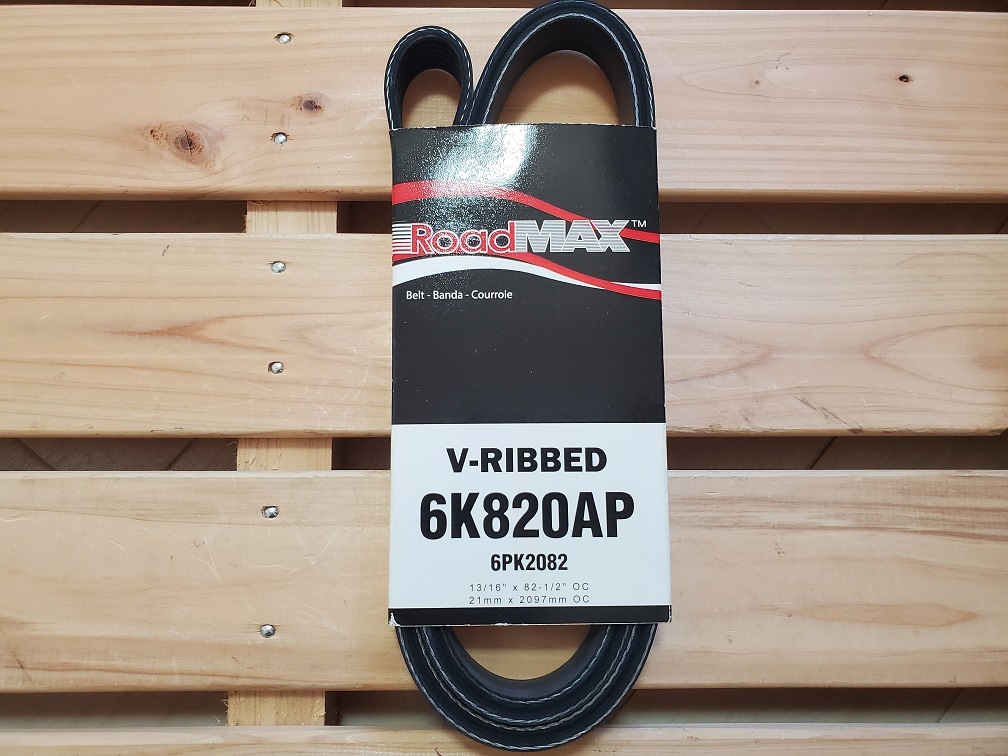 RoadMAX™
Belt - Banda - Courroie
V-RIBBED
6K820AP
6PK2082
13/16" x 82-1/2" OC
21mm x 2097mm OC